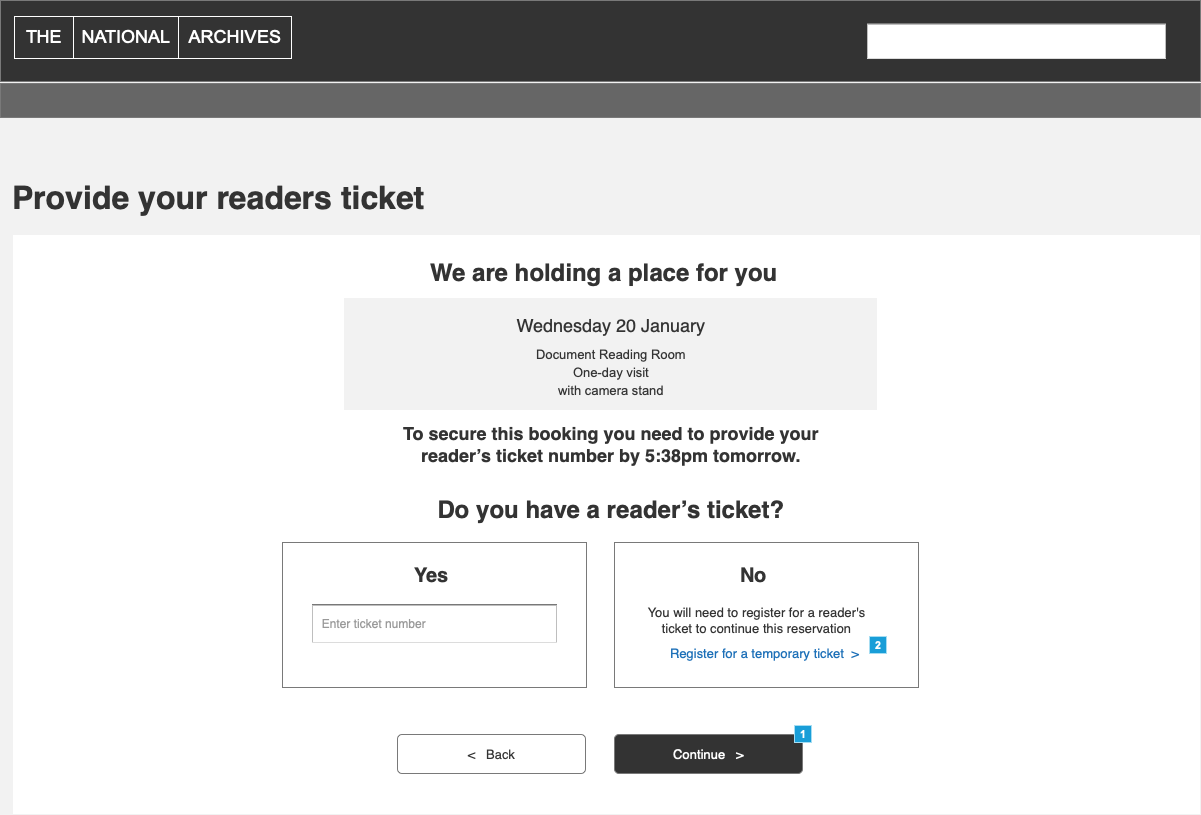 THE NATIONAL ARCHIVES
Provide your readers ticket
We are holding a place for you
Wednesday 20 January
Document Reading Room
One-day visit
with camera stand
To secure this booking you need to provide your
reader’s ticket number by 5:38pm tomorrow.
Do you have a reader’s ticket?
Yes
Enter ticket number
No
You will need to register for a reader's
ticket to continue this reservation
Register for a temporary ticket >
2
< Back
Continue >
1